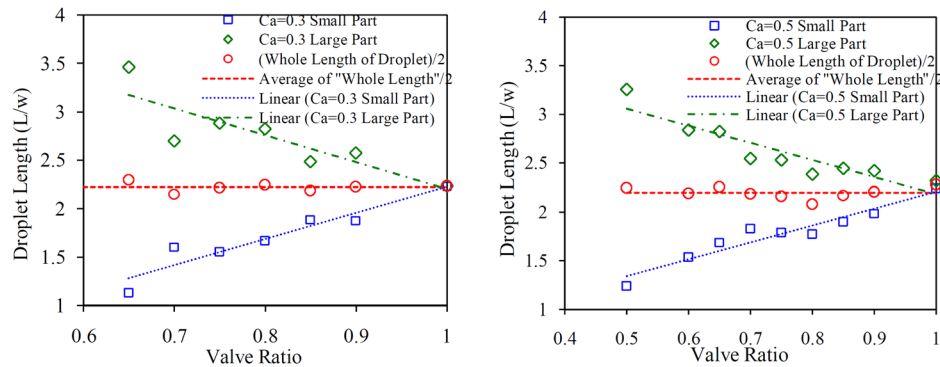 4
3.5
3
2.5
2
1.5
1
0.6
0.7
0.8
0.9
1
Droplet Length (L/w)
Valve Ratio
Ca=0.3 Small Part
Ca=0.3 Large Part
(Whole Length of Droplet)/2
Average of "Whole Length"/2
Linear (Ca=0.3 Small Part)
Linear (Ca=0.3 Large Part)
4
3.5
3
2.5
2
1.5
1
0.4
0.5
0.6
0.7
0.8
0.9
1
Droplet Length (L/w)
Valve Ratio
Ca=0.5 Small Part
Ca=0.5 Large Part
(Whole Length of Droplet)/2
Average of "Whole Length"/2
Linear (Ca=0.5 Small Part)
Linear (Ca=0.5 Large Part)